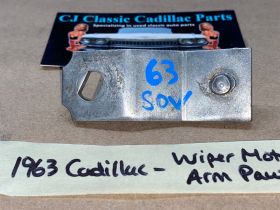 CJ Classic Cadillac Parts
Specializing in used classic auto parts
63
SDV
1963 Cadillac - Wiper Mot
Arm Paw